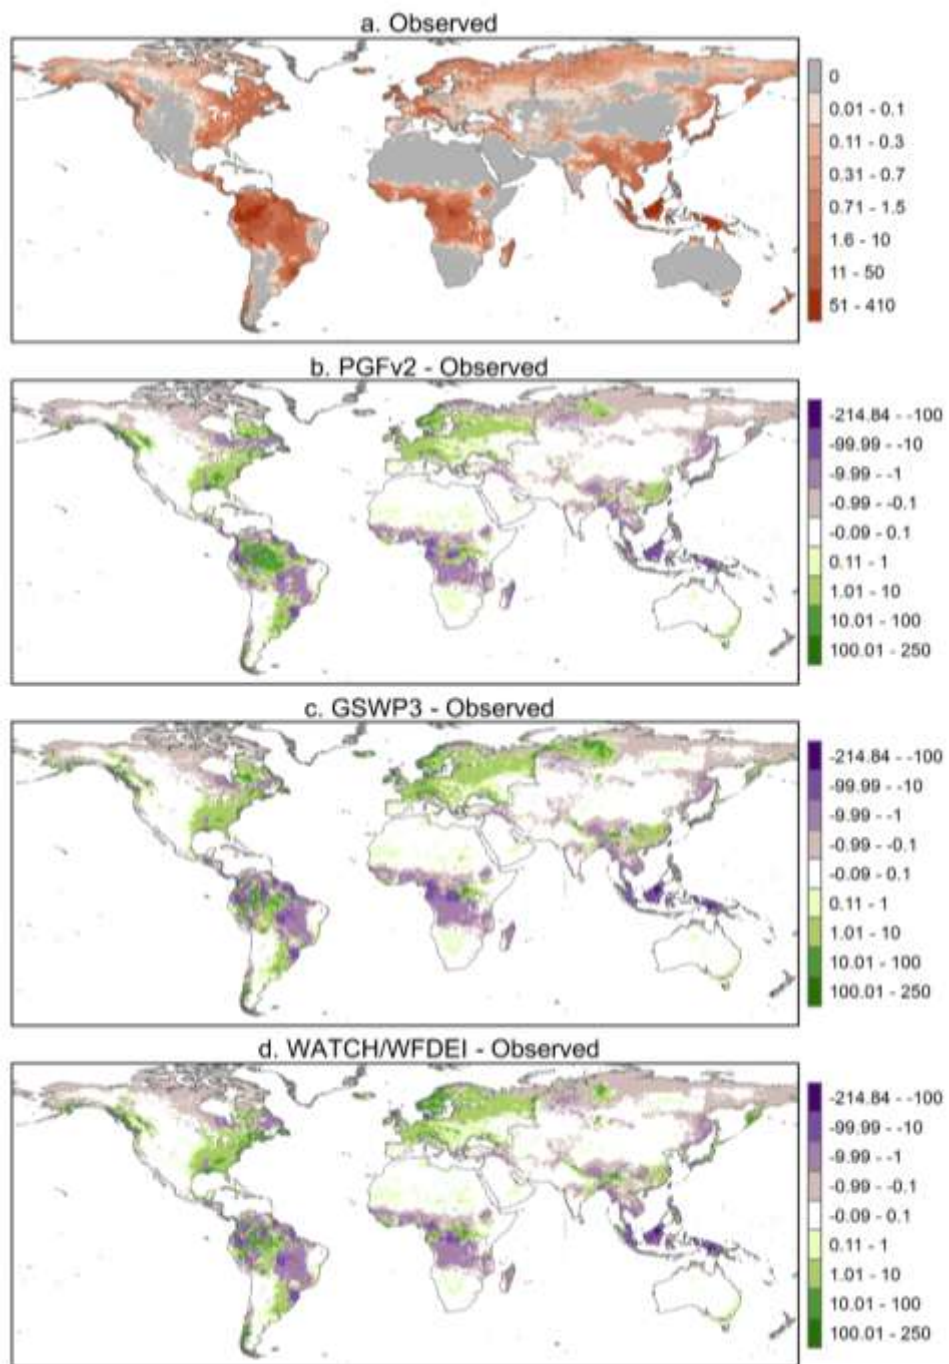 a. Observed
0
0.01 - 0.1
0.11 - 0.3
0.31 - 0.7
0.71 - 1.5
1.6 - 10
11 - 50
51 - 410
b. PGFv2 - Observed
-214.84 - -100
-99.99 - -10
-9.99 - -1
-0.99 - -0.1
-0.09 - 0.1
0.11 - 1
1.01 - 10
10.01 - 100
100.01 - 250
c. GSWP3 - Observed
-214.84 - -100
-99.99 - -10
-9.99 - -1
-0.99 - -0.1
-0.09 - 0.1
0.11 - 1
1.01 - 10
10.01 - 100
100.01 - 250
d. WATCH/WFDEI - Observed
-214.84 - -100
-99.99 - -10
-9.99 - -1
-0.99 - -0.1
-0.09 - 0.1
0.11 - 1
1.01 - 10
10.01 - 100
100.01 - 250